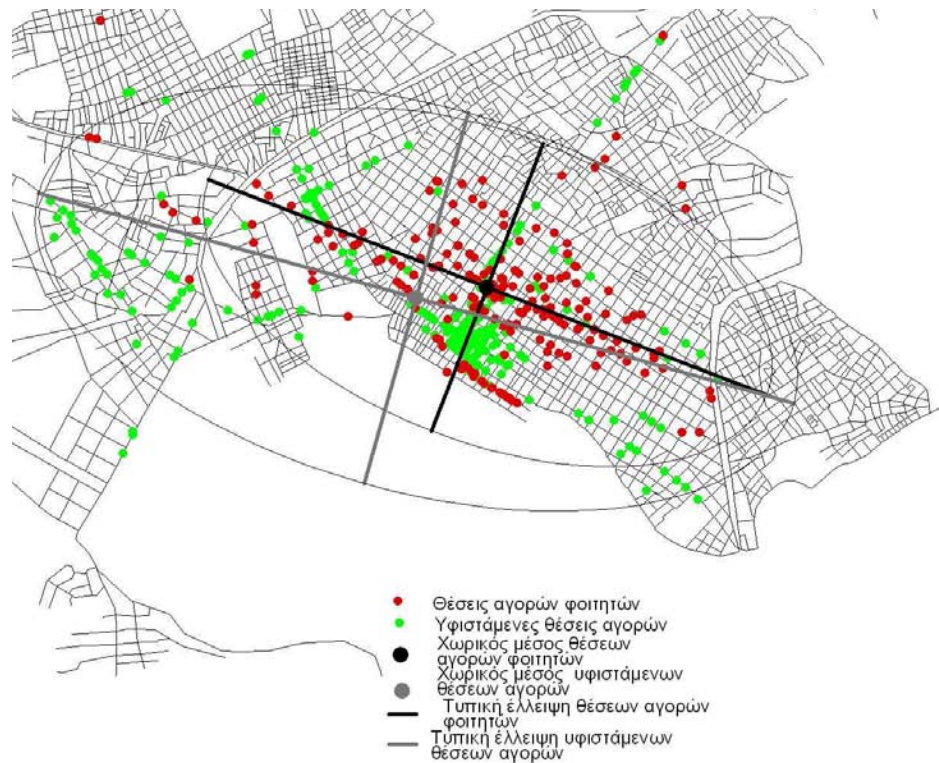 Θέσεις αγορών φοιτητών
Υφιστάμενες θέσεις αγορών
Χωρικός μέσος θέσεων
αγορών φοιτητών
Χωρικός μέσος υφιστάμενων
θέσεων αγορών
Τυπική έλλειψη θέσεων αγορών
φοιτητών
Τυπική έλλειψη υφιστάμενων
θέσεων αγορών